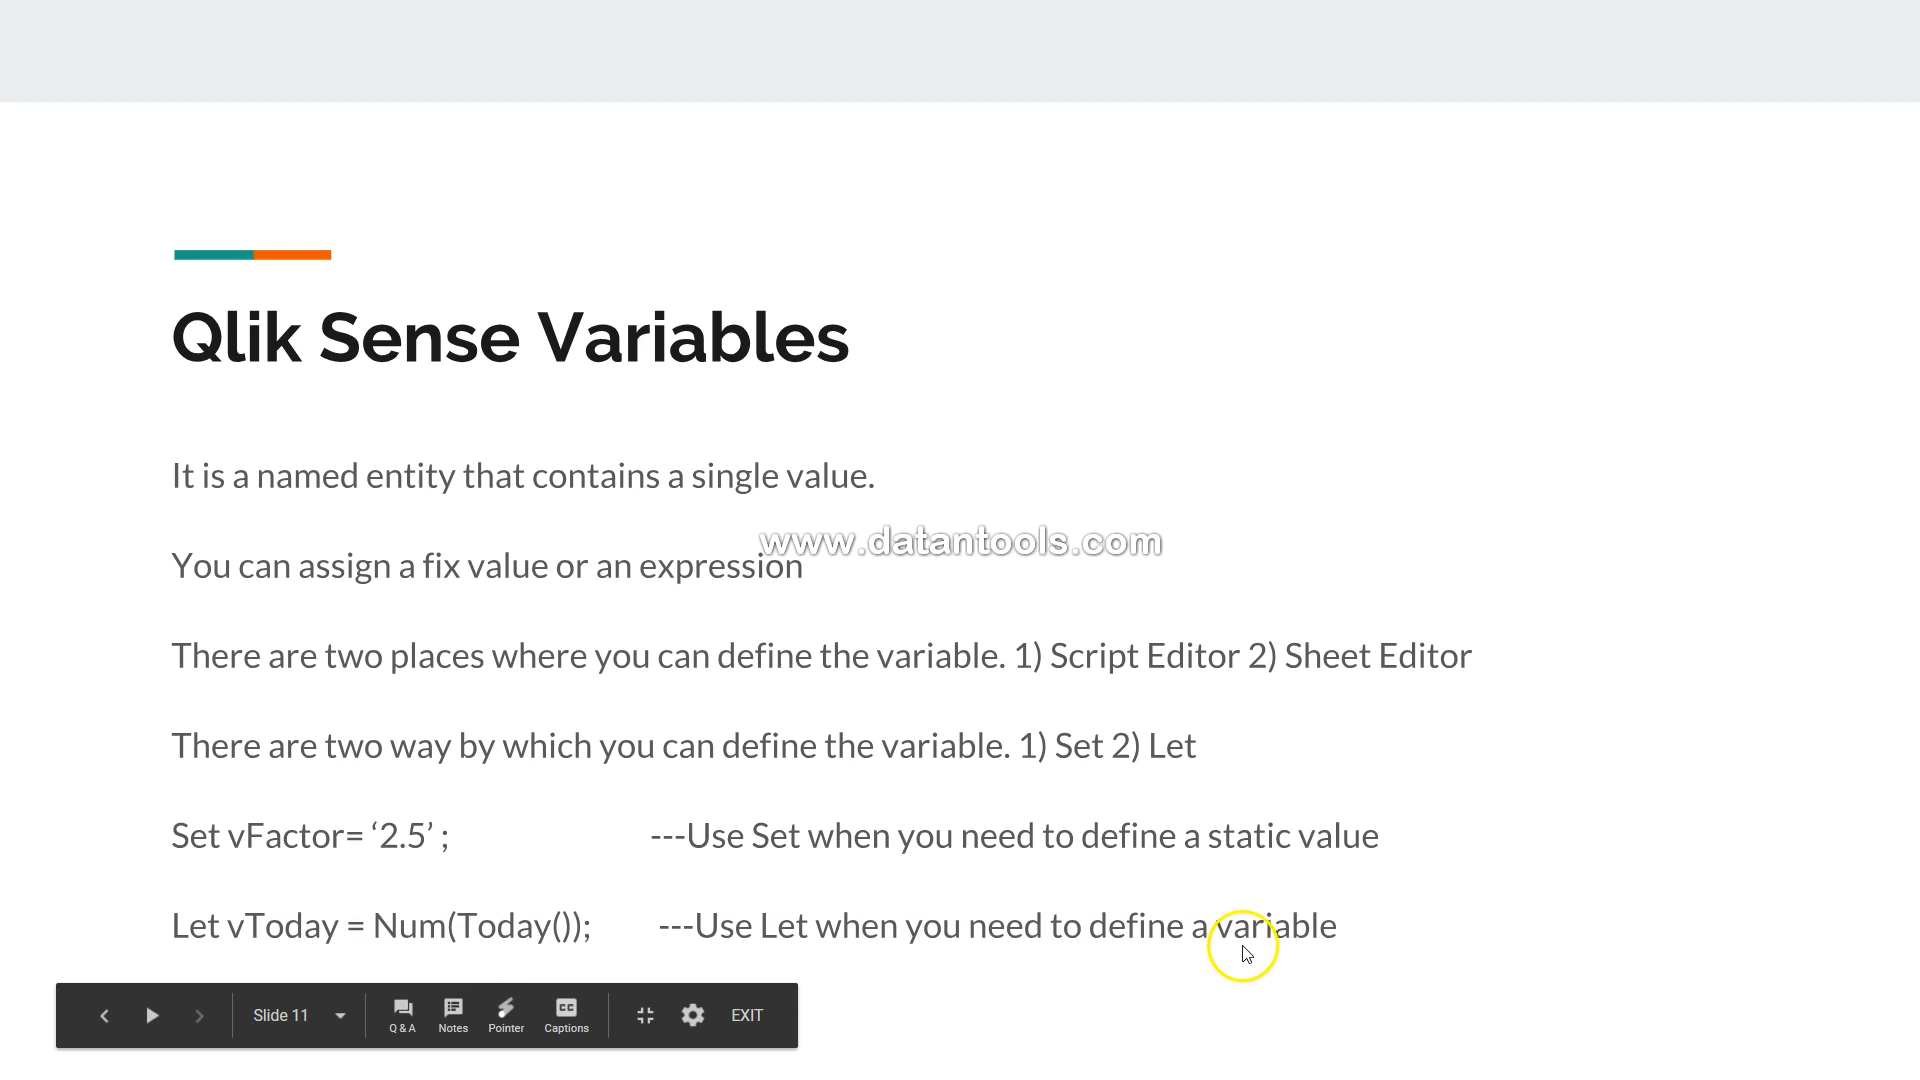 Qlik Sense Variables
It is a named entity that contains a single value.
www.datantools.com
You can assign a fix value or an expression
There are two places where you can define the variable. 1) Script Editor 2) Sheet Editor
There are two way by which you can define the variable. 1) Set 2) Let
Set vFactor= ‘2.5’ ; ---Use Set when you need to define a static value
Let vToday = Num(Today()); ---Use Let when you need to define a variable
Slide 11 Q & A Notes Pointer CC Captions EXIT